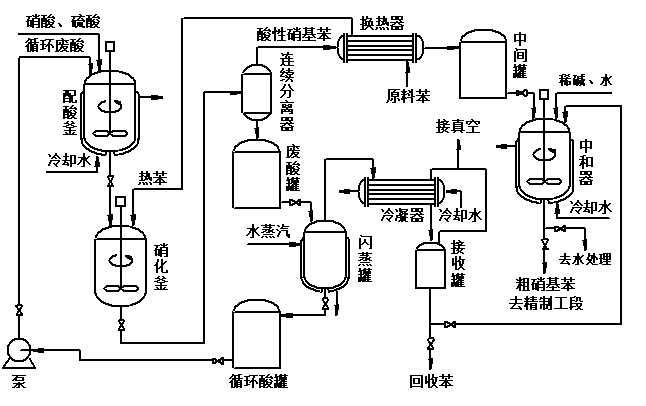 硝酸、硫酸
循环废酸
配酸釜
冷却水
热苯
硝化釜
泵
酸性硝基苯
连续分离器
废酸罐
水蒸汽
闪蒸罐
循环酸罐
换热器
原料苯
接真空
冷凝器
冷却水
接收罐
回收苯
中间罐
稀碱、水
中和器
冷却水
去水处理
粗硝基苯
去精制工段